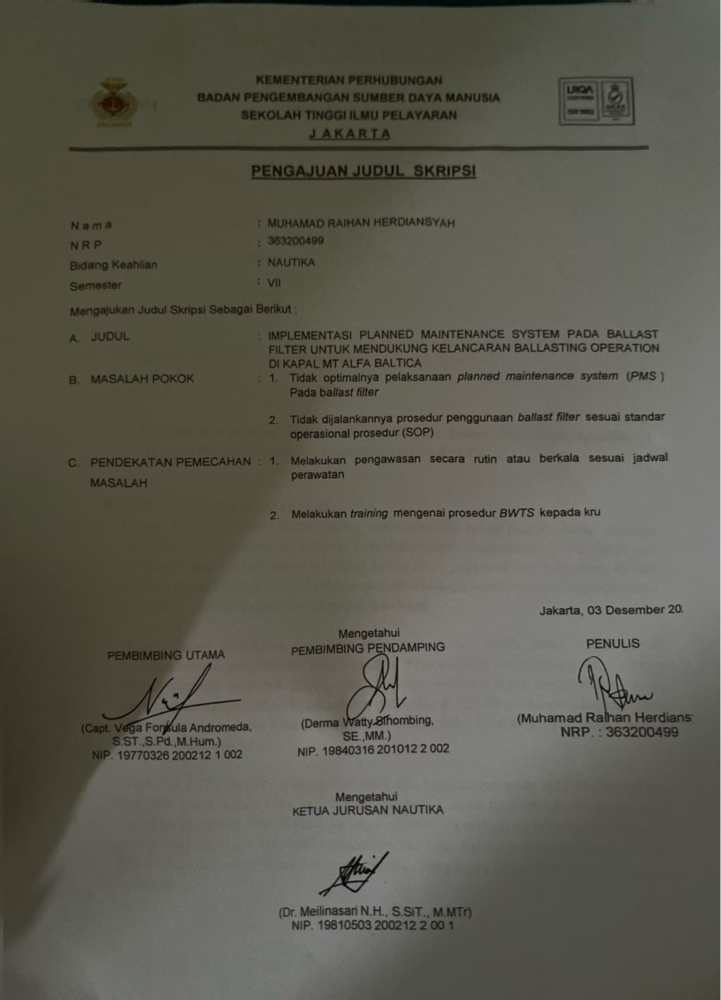 KEMENTERIAN PERHUBUNGAN
BADAN PENGEMBANGAN SUMBER DAYA MANUSIA
SEKOLAH TINGGI ILMU PELAYARAN
J A K A R T A
JAKARTA
LRQA
CERTIFIED
ISO 9001
UKAS
PENGAJUAN JUDUL SKRIPSI
N a m a : MUHAMAD RAIHAN HERDIANSYAH
N R P : 363200499
Bidang Keahlian : NAUTIKA
Semester : VII
Mengajukan Judul Skripsi Sebagai Berikut :
A. JUDUL : IMPLEMENTASI PLANNED MAINTENANCE SYSTEM PADA BALLAST
FILTER UNTUK MENDUKUNG KELANCARAN BALLASTING OPERATION
DI KAPAL MT ALFA BALTICA
B. MASALAH POKOK : 1. Tidak optimalnya pelaksanaan planned maintenance system (PMS )
Pada ballast filter
2. Tidak dijalankannya prosedur penggunaan ballast filter sesuai standar
operasional prosedur (SOP)
C. PENDEKATAN PEMECAHAN : 1. Melakukan pengawasan secara rutin atau berkala sesuai jadwal
MASALAH perawatan
2. Melakukan training mengenai prosedur BWTS kepada kru
Jakarta, 03 Desember 20
Mengetahui
PEMBIMBING UTAMA PEMBIMBING PENDAMPING PENULIS
(Capt. Vega Fonsula Andromeda, (Derma Watty Sihombing, (Muhamad Raihan Herdians
S.ST.,S.Pd.,M.Hum.) SE.,MM.) NRP. : 363200499
NIP. 19770326 200212 1 002 NIP. 19840316 201012 2 002
Mengetahui
KETUA JURUSAN NAUTIKA
(Dr. Meilinasari N.H., S.SiT., M.MTr)
NIP. 19810503 200212 2 00 1